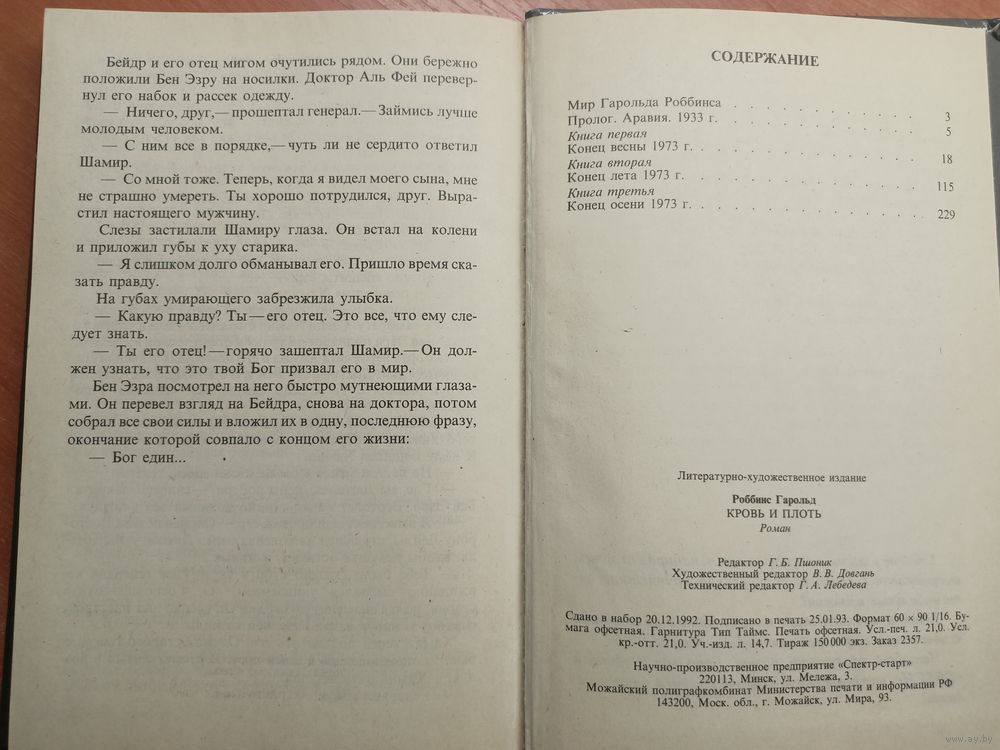 Бейдр и его отец мигом очутились рядом. Они бережно
положили Бен Эзру на носилки. Доктор Аль Фей перевер-
нул его набок и рассек одежду.
— Ничего, друг,— прошептал генерал.— Займись лучше
молодым человеком.
— С ним все в порядке,— чуть ли не сердито ответил
Шамир.
— Со мной тоже. Теперь, когда я видел моего сына, мне
не страшно умереть. Ты хорошо потрудился, друг. Выра-
стил настоящего мужчину.
Слезы застилали Шамиру глаза. Он встал на колени
и приложил губы к уху старика.
— Я слишком долго обманывал его. Пришло время ска-
зать правду.
На губах умирающего забрезжила улыбка.
— Какую правду? Ты — его отец. Это все, что ему сле-
дует знать.
— Ты его отец! — горячо зашептал Шамир.— Он дол-
жен узнать, что это твой Бог призвал его в мир.
Бен Эзра посмотрел на него быстро мутнеющими глаза-
ми. Он перевел взгляд на Бейдра, снова на доктора, потом
собрал все свои силы и вложил их в одну, последнюю фразу,
окончание которой совпало с концом его жизни:
— Бог един...
СОДЕРЖАНИЕ
Мир Гарольда Роббинса . . . . . . . . . . . 3
Пролог. Аравия. 1933 г. . . . . . . . . . . . 5
Книга первая
Конец весны 1973 г. . . . . . . . . . . . . 18
Книга вторая
Конец лета 1973 г. . . . . . . . . . . . . 115
Книга третья
Конец осени 1973 г. . . . . . . . . . . . . 229
Литературно-художественное издание
Роббинс Гарольд
КРОВЬ И ПЛОТЬ
Роман
Редактор Г. Б. Пшоник
Художественный редактор В. В. Довгань
Технический редактор Г. А. Лебедева
Сдано в набор 20.12.1992. Подписано в печать 25.01.93. Формат 60 × 90 1/16. Бу-
мага офсетная. Гарнитура Тип Таймс. Печать офсетная. Усл.-печ. л. 21,0. Усл.
кр.-отт. 21,0. Уч.-изд. л. 14,7. Тираж 150 000 экз. Заказ 2357.
Научно-производственное предприятие «Спектр-старт»
220113, Минск, ул. Мележа, 3.
Можайский полиграфкомбинат Министерства печати и информации РФ
143200, Моск. обл., г. Можайск, ул. Мира, 93.
www.ay.by